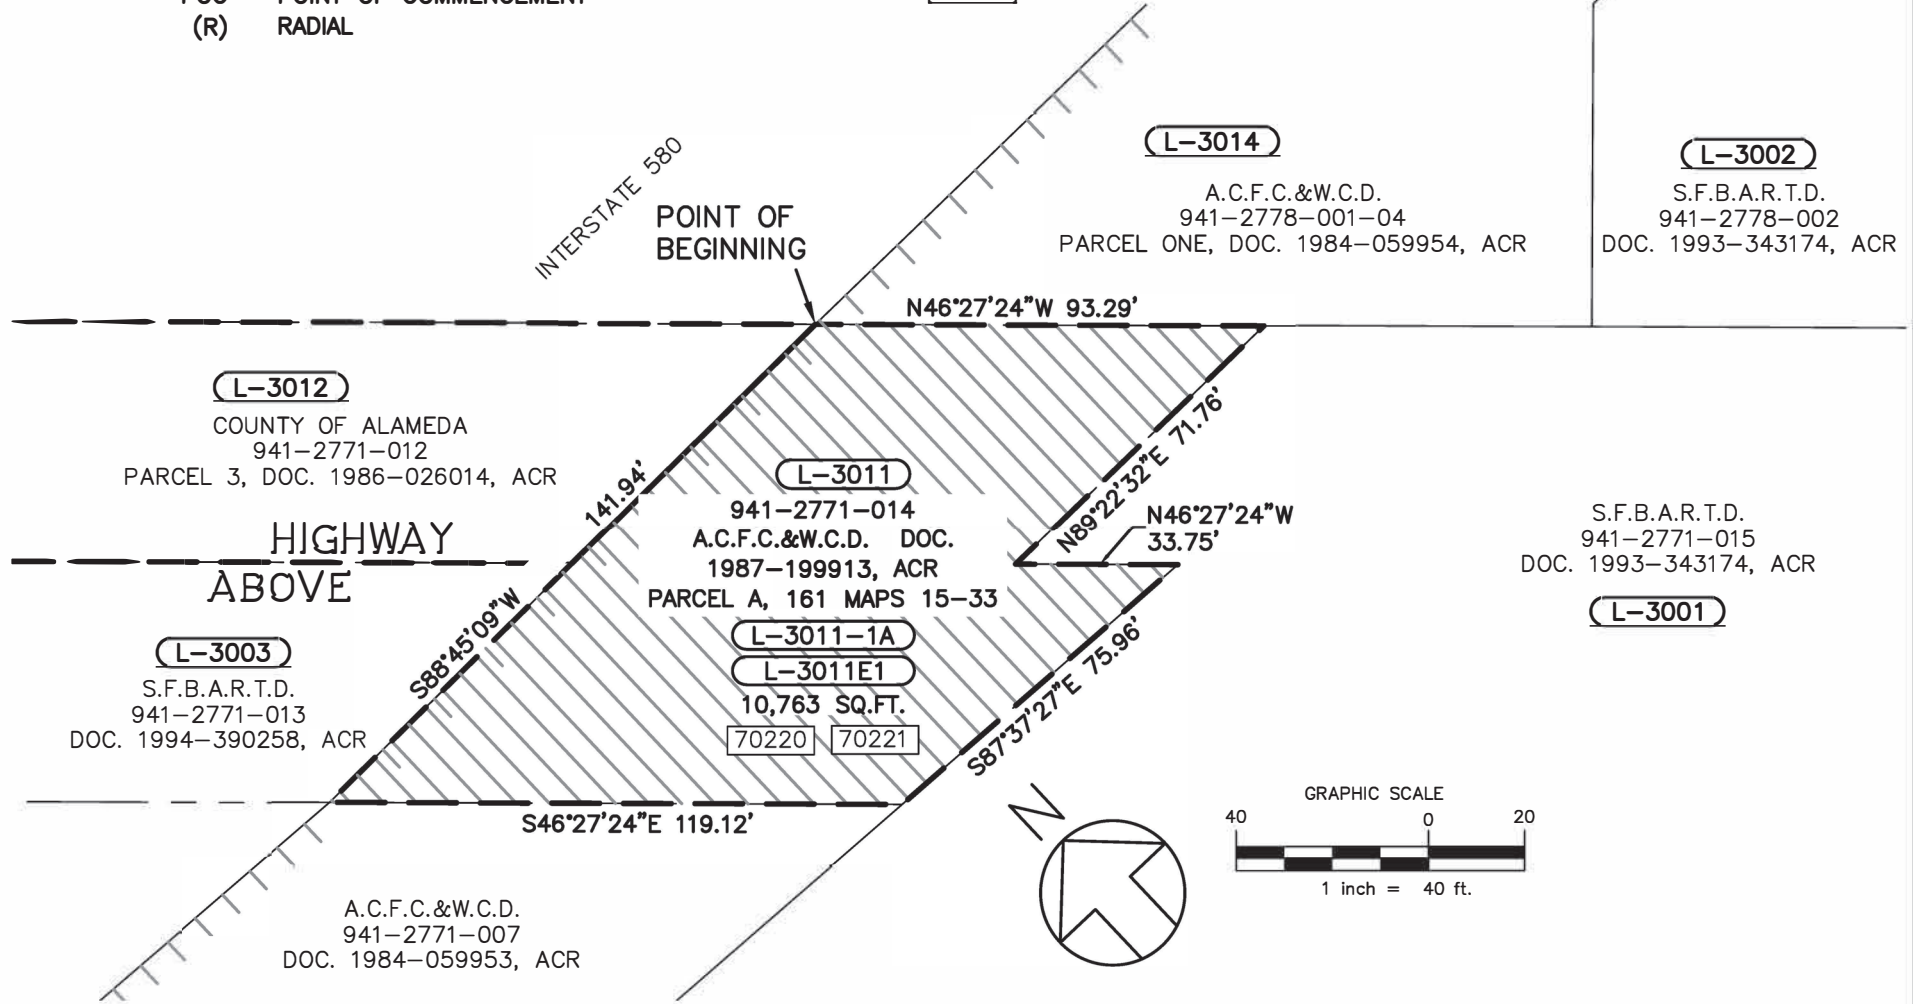 POC POINT OF COMMENCEMENT
(R) RADIAL
INTERSTATE 580
POINT OF
BEGINNING
L-3014
A.C.F.C.&W.C.D.
941-2778-001-04
PARCEL ONE, DOC. 1984-059954, ACR
L-3002
S.F.B.A.R.T.D.
941-2778-002
DOC. 1993-343174, ACR
N46°27'24"W 93.29'
L-3012
COUNTY OF ALAMEDA
941-2771-012
PARCEL 3, DOC. 1986-026014, ACR
HIGHWAY
ABOVE
L-3003
S.F.B.A.R.T.D.
941-2771-013
DOC. 1994-390258, ACR
S88°45'09"W 141.94'
L-3011
941-2771-014
A.C.F.C.&W.C.D. DOC.
1987-199913, ACR
PARCEL A, 161 MAPS 15-33
L-3011-1A
L-3011E1
10,763 SQ.FT.
70220 70221
N89°22'32"E 71.76'
N46°27'24"W
33.75'
S87°37'27"E 75.96'
S.F.B.A.R.T.D.
941-2771-015
DOC. 1993-343174, ACR
L-3001
S46°27'24"E 119.12'
A.C.F.C.&W.C.D.
941-2771-007
DOC. 1984-059953, ACR
N
GRAPHIC SCALE
40 0 20
1 inch = 40 ft.